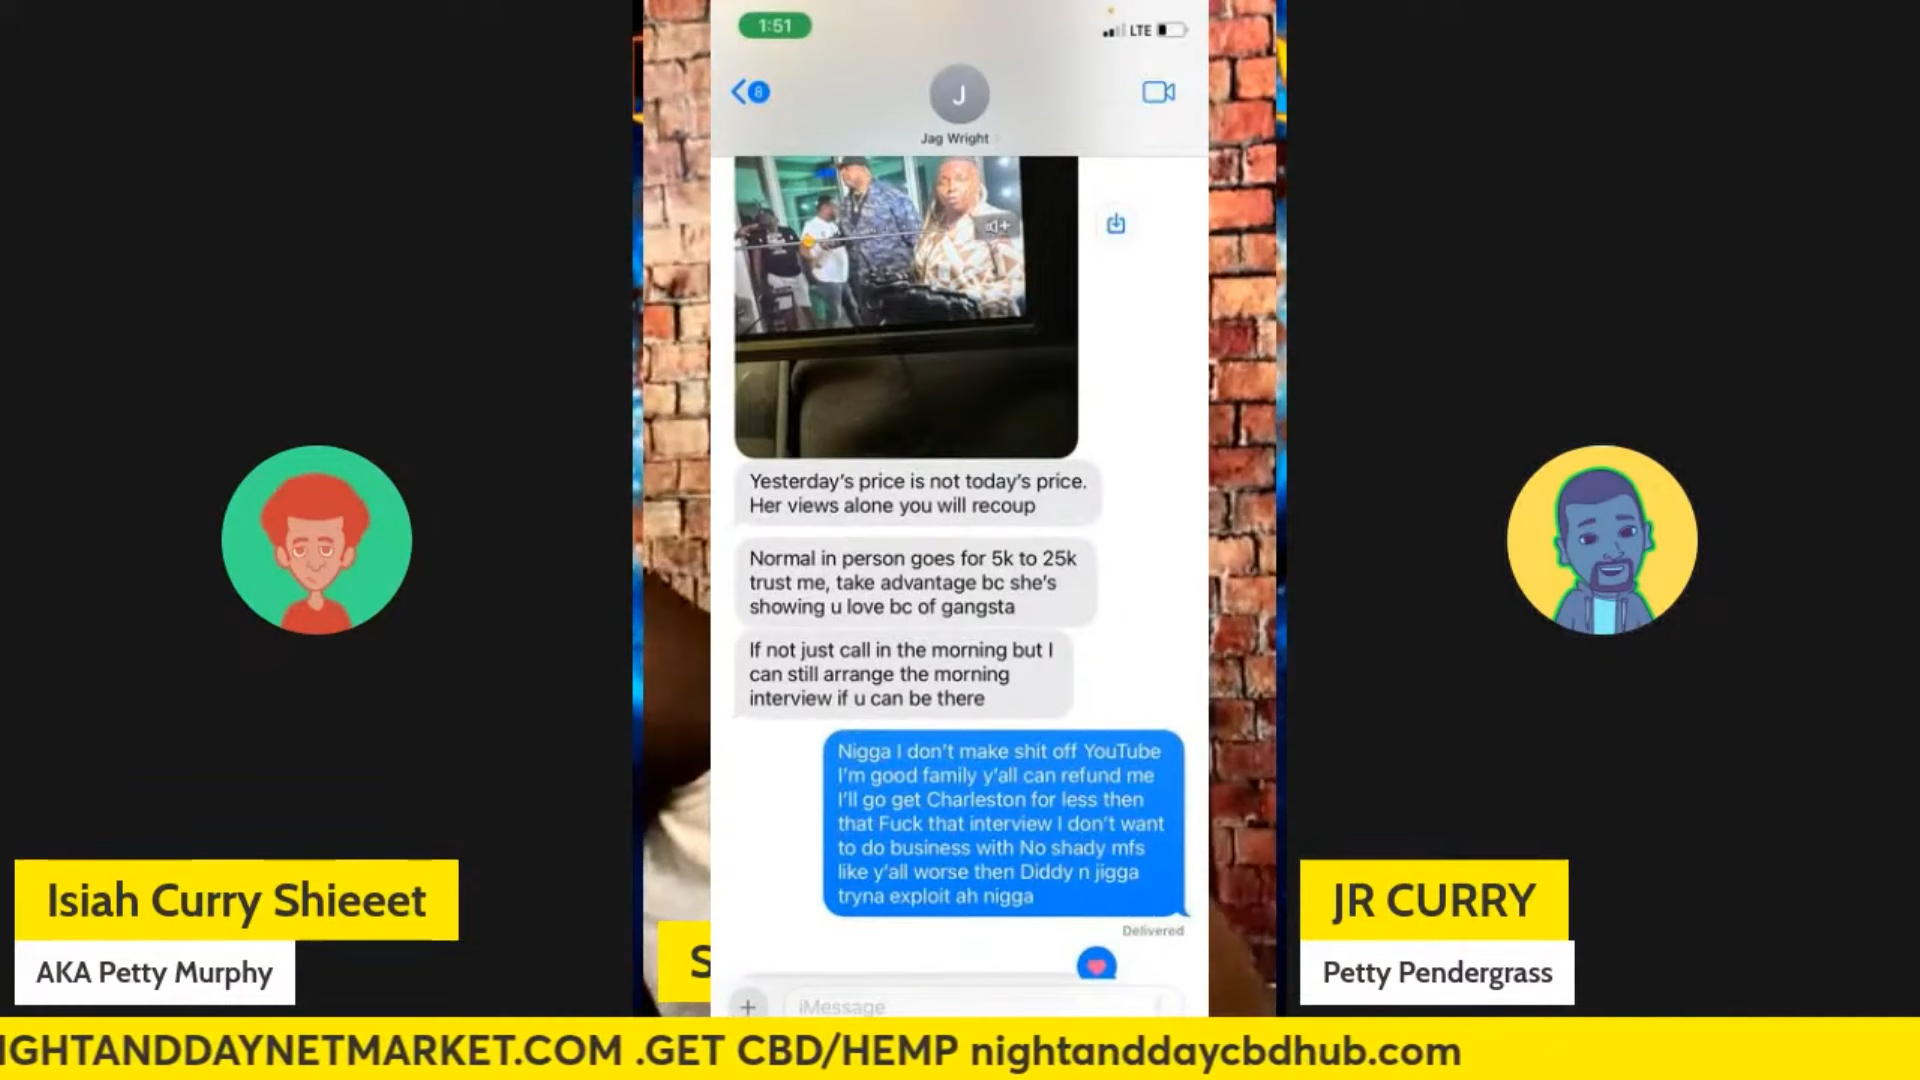 1:51
LTE
8
J
Jag Wright
Yesterday's price is not today's price.
Her views alone you will recoup
Normal in person goes for 5k to 25k
trust me, take advantage bc she's
showing u love bc of gangsta
If not just call in the morning but I
can still arrange the morning
interview if u can be there
Nigga I don't make shit off YouTube
I'm good family y'all can refund me
I'll go get Charleston for less then
that Fuck that interview I don't want
to do business with No shady mfs
like y'all worse then Diddy n jigga
tryna exploit ah nigga
Delivered
iMessage
Isiah Curry Shieeet
AKA Petty Murphy
S
JR CURRY
Petty Pendergrass
IGHTANDDAYNETMARKET.COM .GET CBD/HEMP nightanddaycbdhub.com